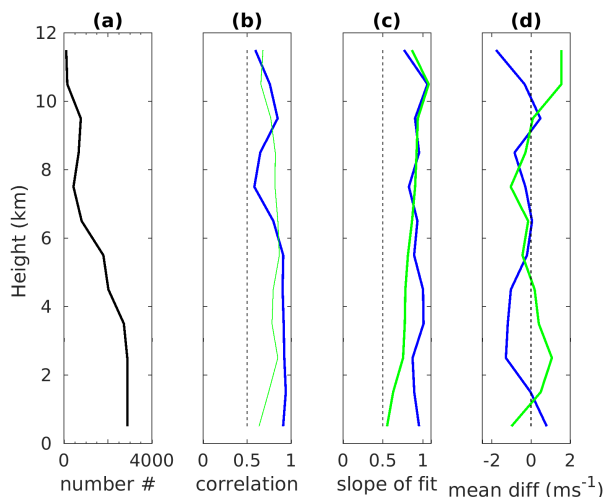 (a) (b) (c) (d)
12
10
8
6
4
2
0
Height (km)
0 4000 0 0.5 1 0 0.5 1 -2 0 2
number # correlation slope of fit mean diff (ms⁻¹)